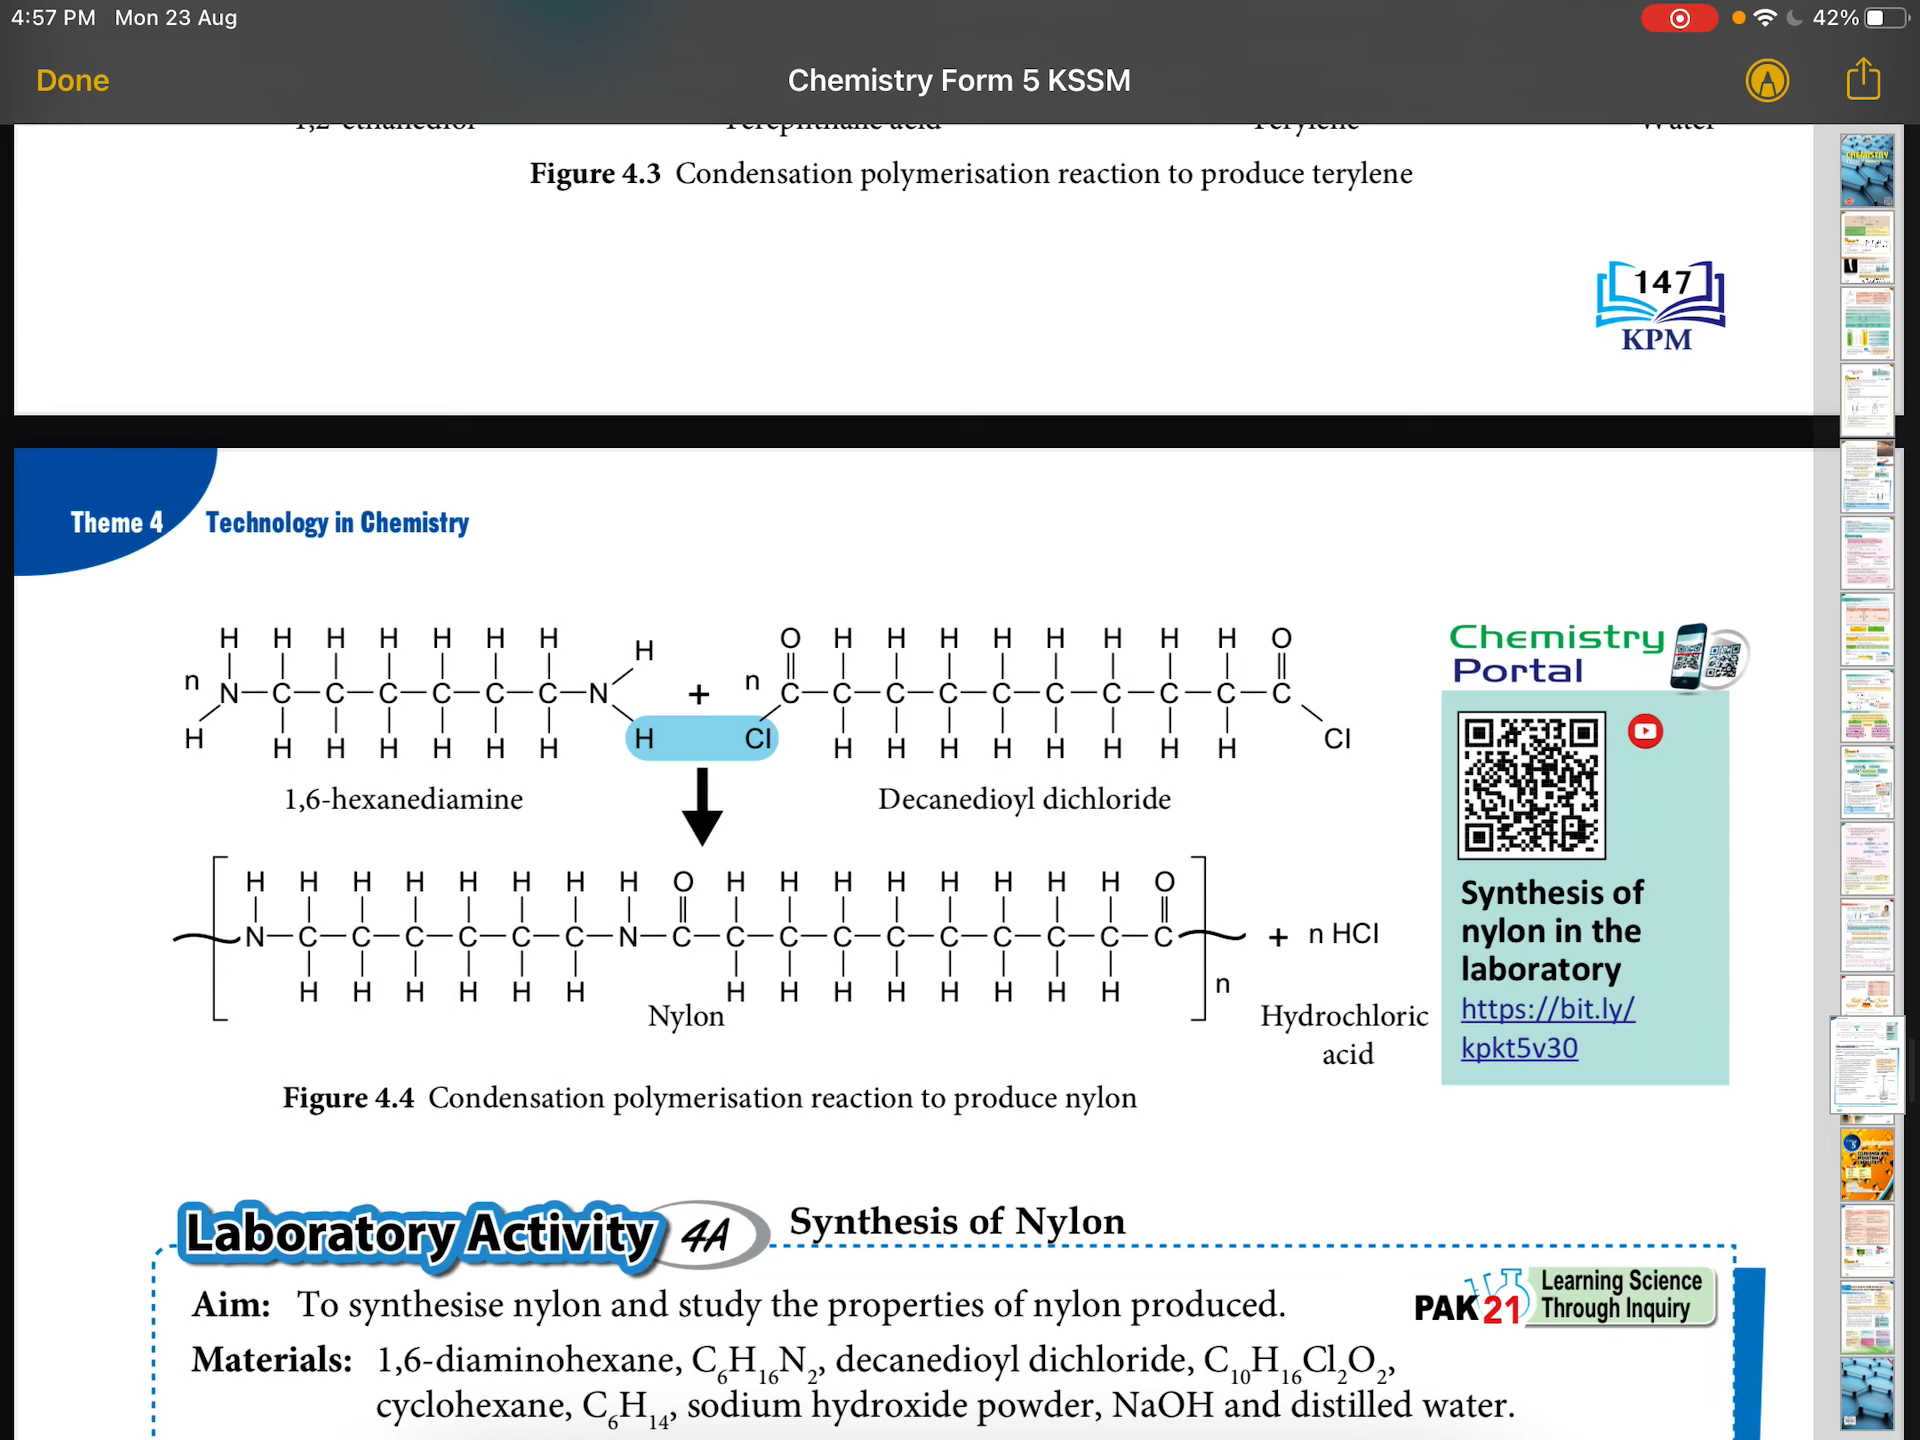 4:57 PM Mon 23 Aug
42%
Done
Chemistry Form 5 KSSM
Figure 4.3 Condensation polymerisation reaction to produce terylene
147
KPM
Theme 4 Technology in Chemistry
H H H H H H H
H
O H H H H H H H H O
n N—C—C—C—C—C—C—N + n C—C—C—C—C—C—C—C—C—C
H H H H H H H
H Cl H H H H H H H H Cl
1,6-hexanediamine
Decanedioyl dichloride
H H H H H H H H O H H H H H H H H O
N—C—C—C—C—C—C—N—C—C—C—C—C—C—C—C—C—C + n HCl
H H H H H H H H H H H H H H n
Nylon
Hydrochloric
acid
Figure 4.4 Condensation polymerisation reaction to produce nylon
Chemistry
Portal
Synthesis of
nylon in the
laboratory
https://bit.ly/
kpkt5v30
Laboratory Activity 4A Synthesis of Nylon
PAK 21
Learning Science
Through Inquiry
Aim: To synthesise nylon and study the properties of nylon produced.
Materials: 1,6-diaminohexane, C₆H₁₆N₂, decanedioyl dichloride, C₁₀H₁₆Cl₂O₂,
cyclohexane, C₆H₁₄, sodium hydroxide powder, NaOH and distilled water.